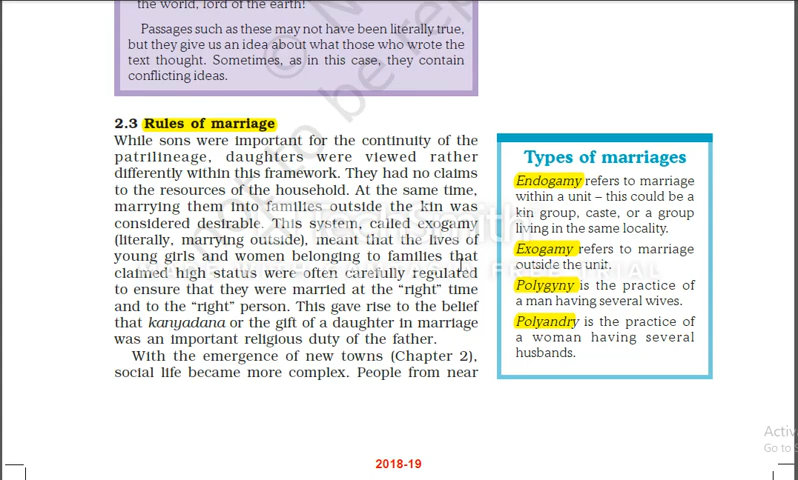 the world, lord of the earth!
Passages such as these may not have been literally true,
but they give us an idea about what those who wrote the
text thought. Sometimes, as in this case, they contain
conflicting ideas.
2.3 Rules of marriage
While sons were important for the continuity of the
patrilineage, daughters were viewed rather
differently within this framework. They had no claims
to the resources of the household. At the same time,
marrying them into families outside the kin was
considered desirable. This system, called exogamy
(literally, marrying outside), meant that the lives of
young girls and women belonging to families that
claimed high status were often carefully regulated
to ensure that they were married at the “right” time
and to the “right” person. This gave rise to the belief
that kanyadana or the gift of a daughter in marriage
was an important religious duty of the father.
With the emergence of new towns (Chapter 2),
social life became more complex. People from near
Types of marriages
Endogamy refers to marriage
within a unit – this could be a
kin group, caste, or a group
living in the same locality.
Exogamy refers to marriage
outside the unit.
Polygyny is the practice of
a man having several wives.
Polyandry is the practice of
a woman having several
husbands.
©
not to be re
TRIAL
Activ
Go to S
2018-19